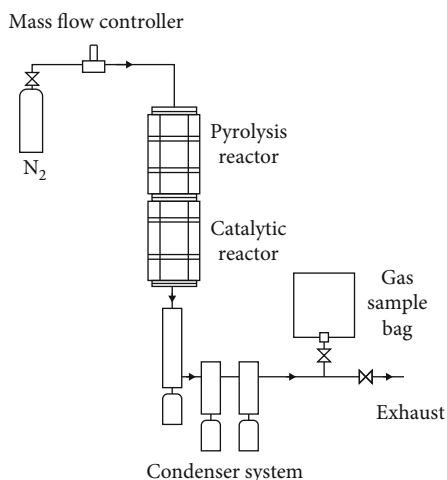 Mass flow controller
N₂
Pyrolysis
reactor
Catalytic
reactor
Gas
sample
bag
Exhaust
Condenser system